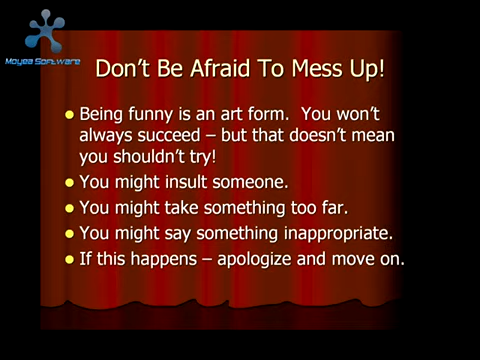 Moyea Software
Don't Be Afraid To Mess Up!
Being funny is an art form.  You won't
always succeed – but that doesn't mean
you shouldn't try!
You might insult someone.
You might take something too far.
You might say something inappropriate.
If this happens – apologize and move on.